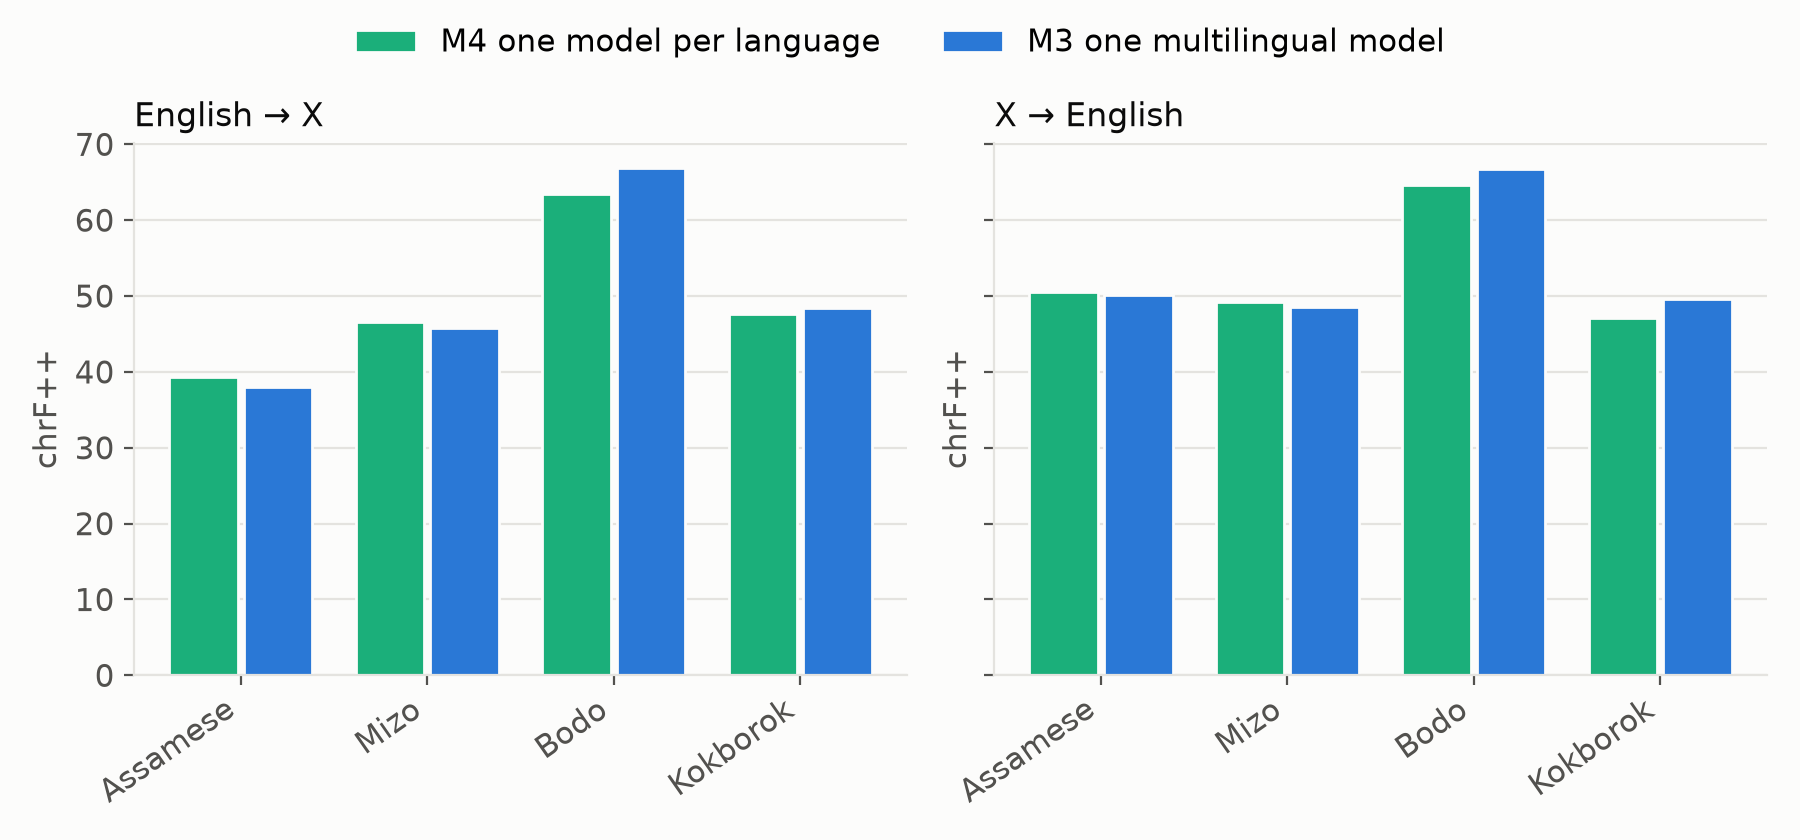 M4 one model per language
M3 one multilingual model
English → X
70
60
50
40
30
20
10
0
chrF++
Assamese
Mizo
Bodo
Kokborok
X → English
chrF++
Assamese
Mizo
Bodo
Kokborok